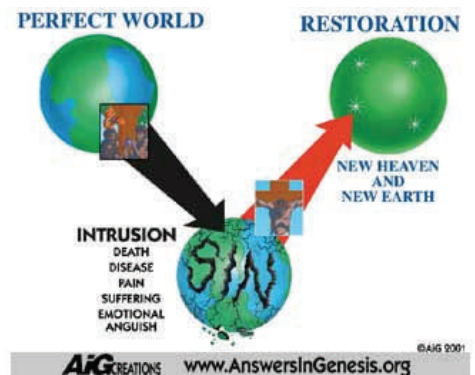 PERFECT WORLD
RESTORATION
NEW HEAVEN
AND
NEW EARTH
INTRUSION
DEATH
DISEASE
PAIN
SUFFERING
EMOTIONAL
ANGUISH
SIN
©AiG 2001
AiG CREATIONS www.AnswersInGenesis.org